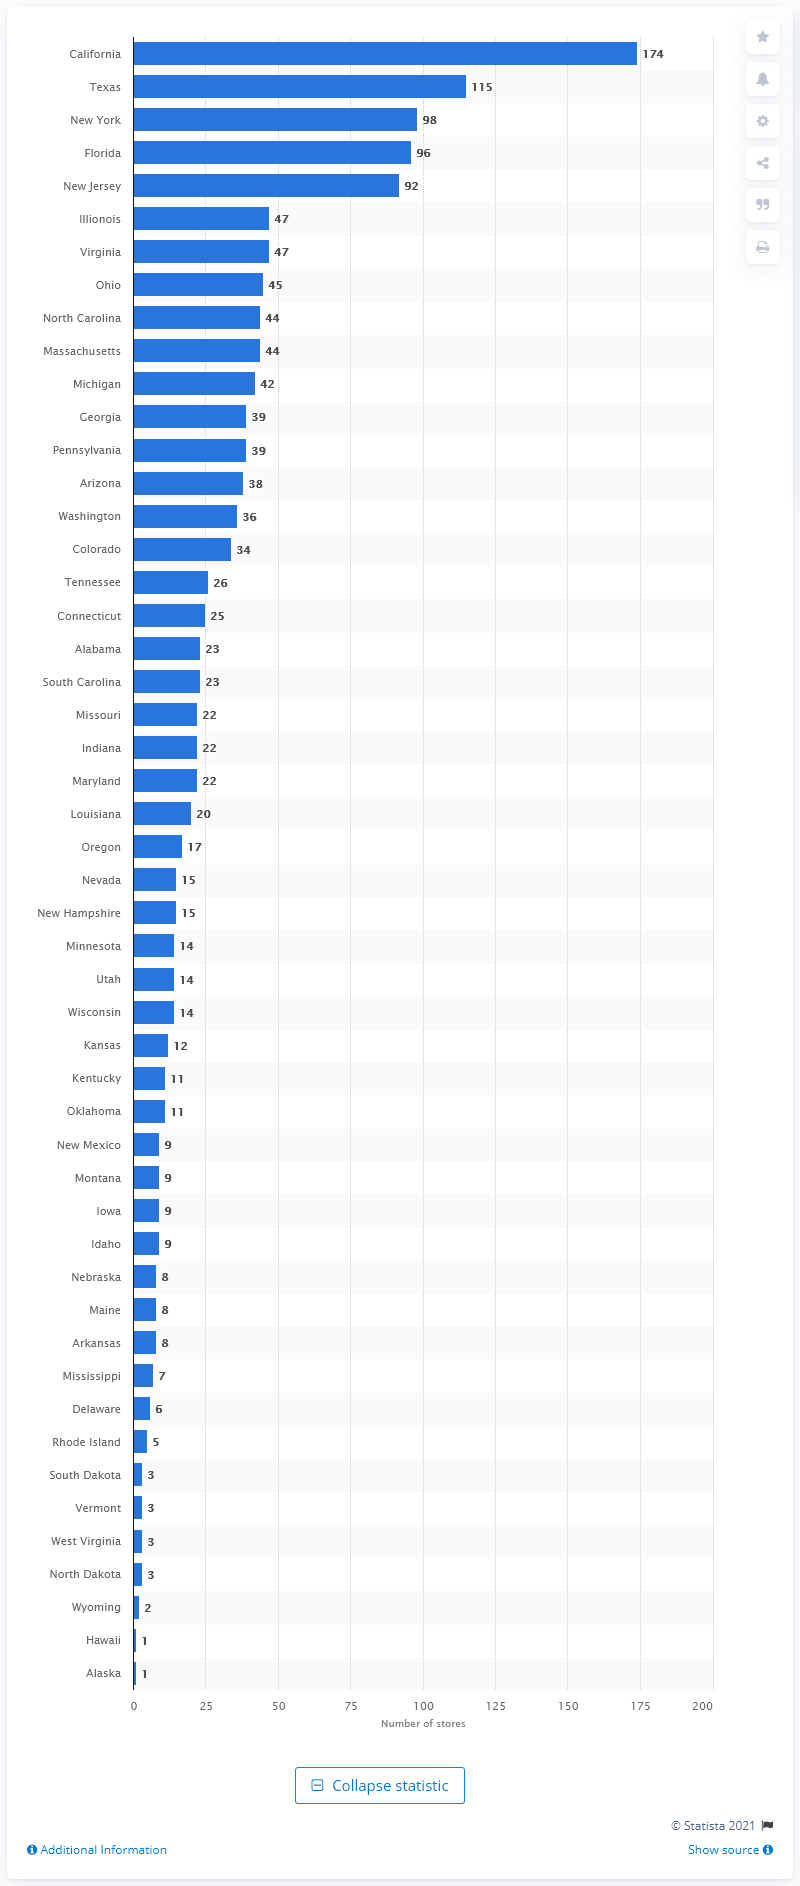 California 174
Texas 115
New York 98
Florida 96
New Jersey 92
Illionois 47
Virginia 47
Ohio 45
North Carolina 44
Massachusetts 44
Michigan 42
Georgia 39
Pennsylvania 39
Arizona 38
Washington 36
Colorado 34
Tennessee 26
Connecticut 25
Alabama 23
South Carolina 23
Missouri 22
Indiana 22
Maryland 22
Louisiana 20
Oregon 17
Nevada 15
New Hampshire 15
Minnesota 14
Utah 14
Wisconsin 14
Kansas 12
Kentucky 11
Oklahoma 11
New Mexico 9
Montana 9
Iowa 9
Idaho 9
Nebraska 8
Maine 8
Arkansas 8
Mississippi 7
Delaware 6
Rhode Island 5
South Dakota 3
Vermont 3
West Virginia 3
North Dakota 3
Wyoming 2
Hawaii 1
Alaska 1
0 25 50 75 100 125 150 175 200
Number of stores
Collapse statistic
© Statista 2021
Additional Information
Show source